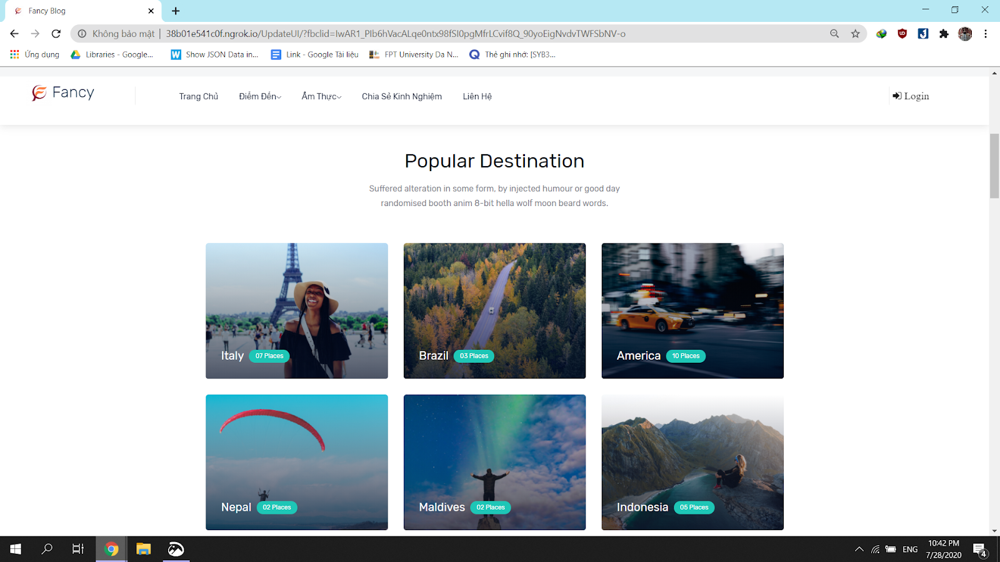 Fancy Blog
Không bảo mật | 38b01e541c0f.ngrok.io/UpdateUI/?fbclid=IwAR1_PIb6hVacALqe0ntx98fSI0pgMfrLCvif8Q_90yoEigNvdvTWFSbNV-o
Ứng dụng Libraries - Google... Show JSON Data in... Link - Google Tài liệu FPT University Da N... Thẻ ghi nhớ: [SYB3...
Fancy Trang Chủ Điểm Đến Ẩm Thực Chia Sẻ Kinh Nghiệm Liên Hệ Login
Popular Destination
Suffered alteration in some form, by injected humour or good day
randomised booth anim 8-bit hella wolf moon beard words.
Italy 07 Places
Brazil 03 Places
America 10 Places
Nepal 02 Places
Maldives 02 Places
Indonesia 05 Places
ENG
10:42 PM
7/28/2020
4